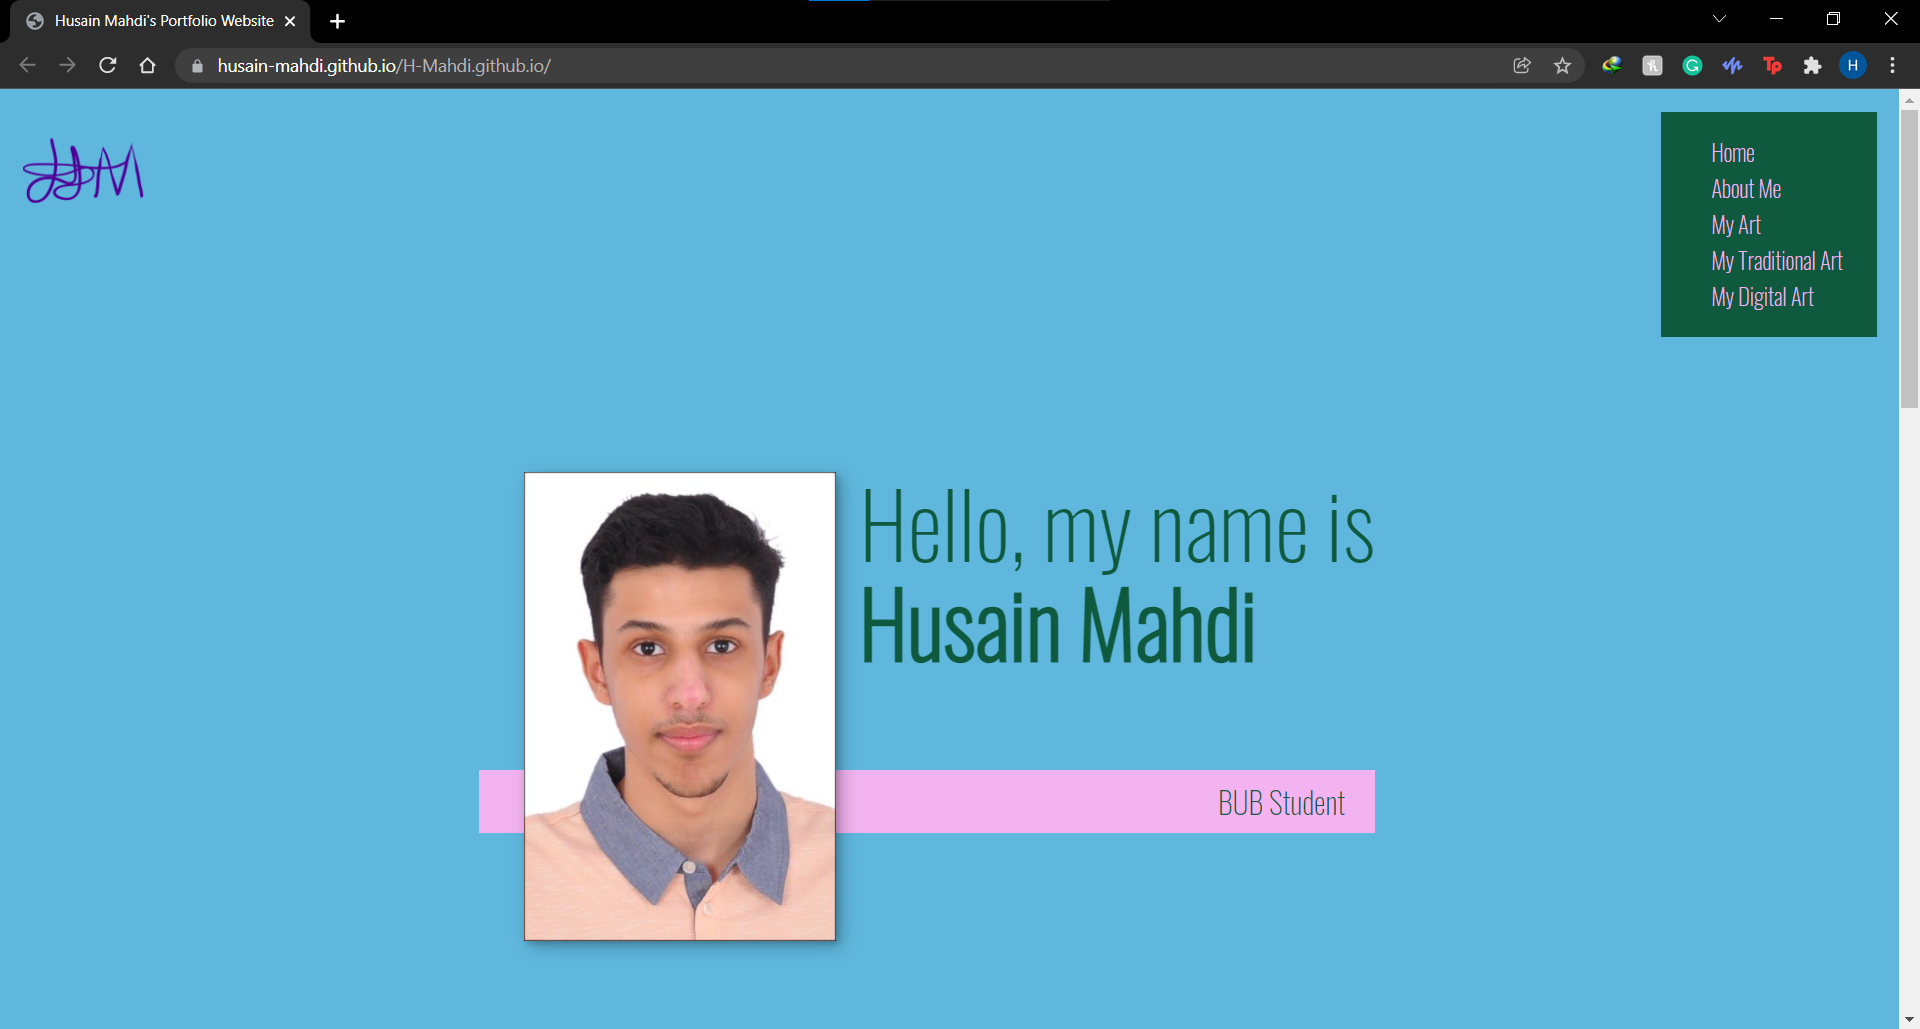 Husain Mahdi's Portfolio Website
husain-mahdi.github.io/H-Mahdi.github.io/
H
HM
Home
About Me
My Art
My Traditional Art
My Digital Art
Hello, my name is
Husain Mahdi
BUB Student